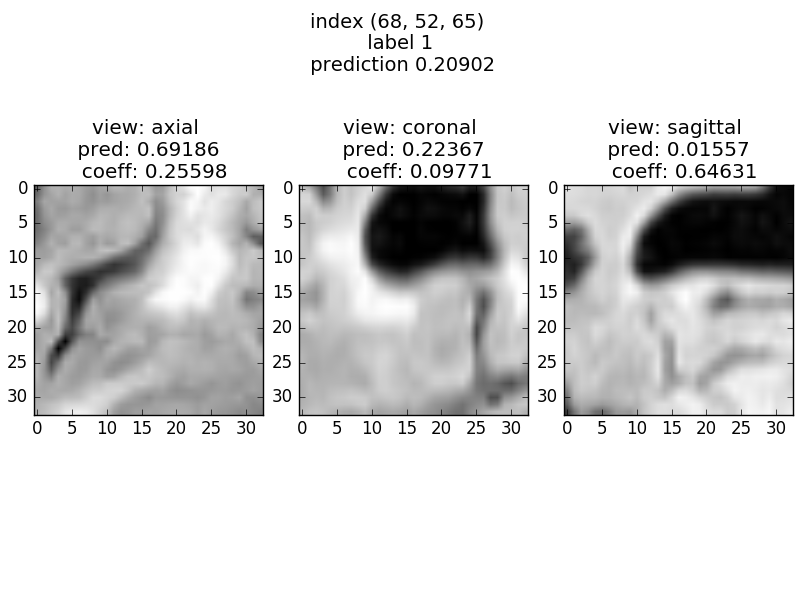 index (68, 52, 65)
label 1
prediction 0.20902
view: axial
pred: 0.69186
coeff: 0.25598
view: coronal
pred: 0.22367
coeff: 0.09771
view: sagittal
pred: 0.01557
coeff: 0.64631
0
5
10
15
20
25
30
0 5 10 15 20 25 30
0
5
10
15
20
25
30
0 5 10 15 20 25 30
0
5
10
15
20
25
30
0 5 10 15 20 25 30